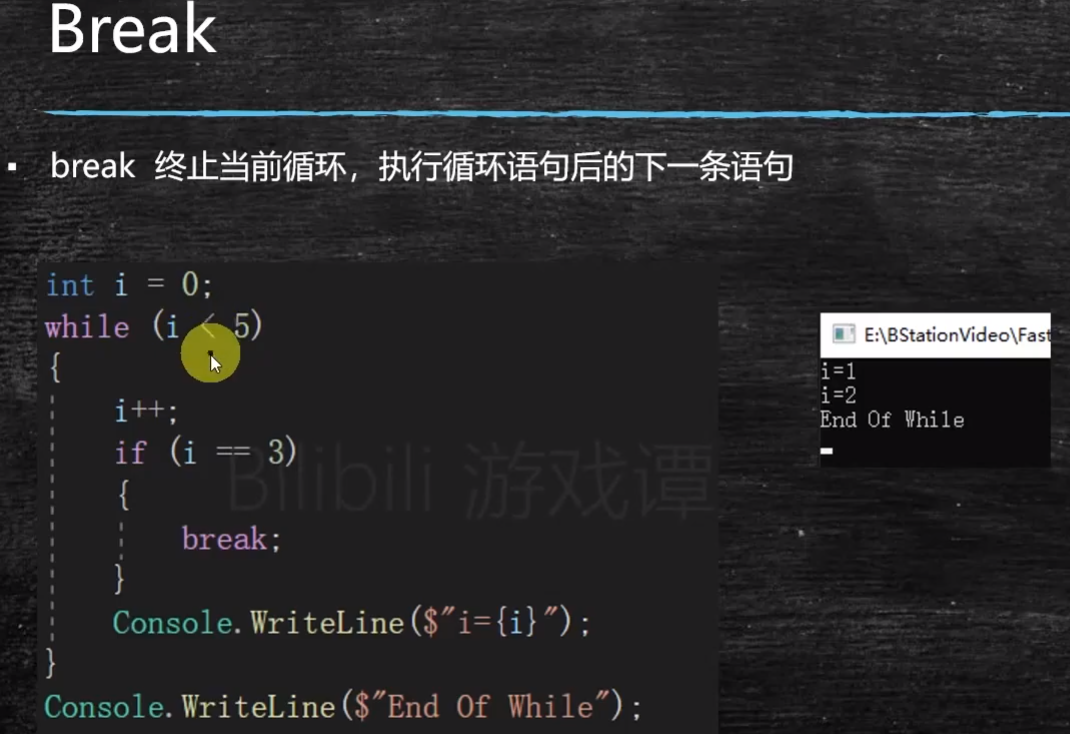 Break
▪ break 终止当前循环，执行循环语句后的下一条语句
int i = 0;
while (i < 5)
{
i++;
if (i == 3)
{
break;
}
Console.WriteLine($"i={i}");
}
Console.WriteLine($"End Of While");
Bilibili 游戏谭
E:\BStationVideo\Fast
i=1
i=2
End Of While